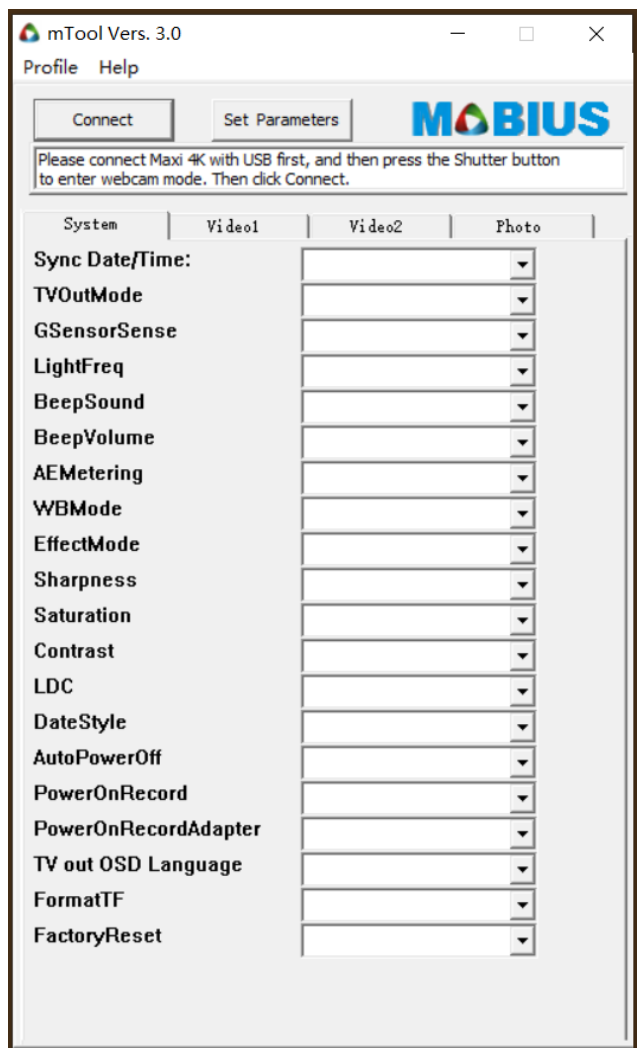 mTool Vers. 3.0
Profile Help
Connect Set Parameters MOBIUS
Please connect Maxi 4K with USB first, and then press the Shutter button
to enter webcam mode. Then click Connect.
System Video1 Video2 Photo
Sync Date/Time:
TVOutMode
GSensorSense
LightFreq
BeepSound
BeepVolume
AEMetering
WBMode
EffectMode
Sharpness
Saturation
Contrast
LDC
DateStyle
AutoPowerOff
PowerOnRecord
PowerOnRecordAdapter
TV out OSD Language
FormatTF
FactoryReset